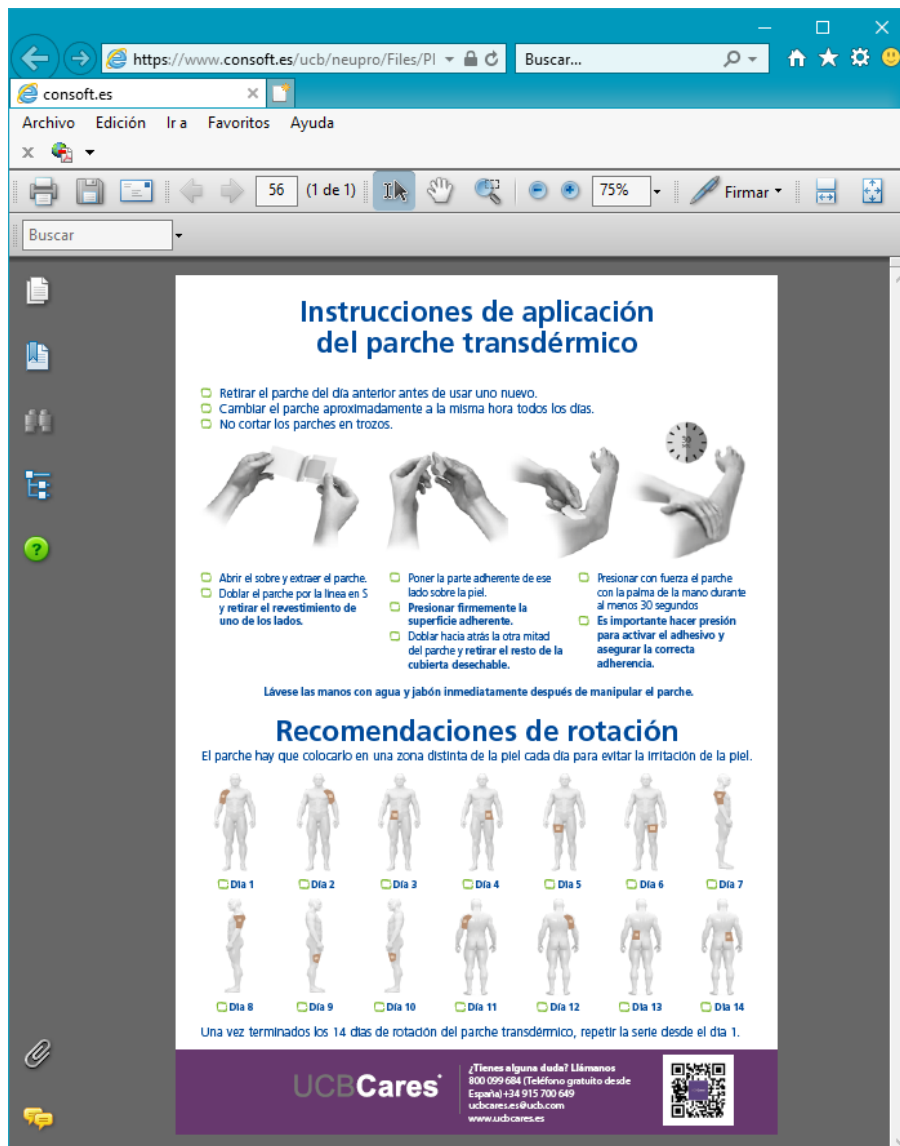 https://www.consoft.es/ucb/neupro/Files/Pl
Buscar...
consoft.es
Archivo Edición Ir a Favoritos Ayuda
x
56 (1 de 1) 75% Firmar
Buscar
Instrucciones de aplicación
del parche transdérmico
Retirar el parche del día anterior antes de usar uno nuevo.
Cambiar el parche aproximadamente a la misma hora todos los días.
No cortar los parches en trozos.
30
Abrir el sobre y extraer el parche.
Doblar el parche por la línea en S
y retirar el revestimiento de
uno de los lados.
Poner la parte adherente de ese
lado sobre la piel.
Presionar firmemente la
superficie adherente.
Doblar hacia atrás la otra mitad
del parche y retirar el resto de la
cubierta desechable.
Presionar con fuerza el parche
con la palma de la mano durante
al menos 30 segundos
Es importante hacer presión
para activar el adhesivo y
asegurar la correcta
adherencia.
Lávese las manos con agua y jabón inmediatamente después de manipular el parche.
Recomendaciones de rotación
El parche hay que colocarlo en una zona distinta de la piel cada día para evitar la irritación de la piel.
Día 1 Día 2 Día 3 Día 4 Día 5 Día 6 Día 7
Día 8 Día 9 Día 10 Día 11 Día 12 Día 13 Día 14
Una vez terminados los 14 días de rotación del parche transdérmico, repetir la serie desde el día 1.
UCBCares
¿Tienes alguna duda? Llámanos
800 099 684 (Teléfono gratuito desde
España) +34 915 700 649
ucbcares.es@ucb.com
www.ucbcares.es